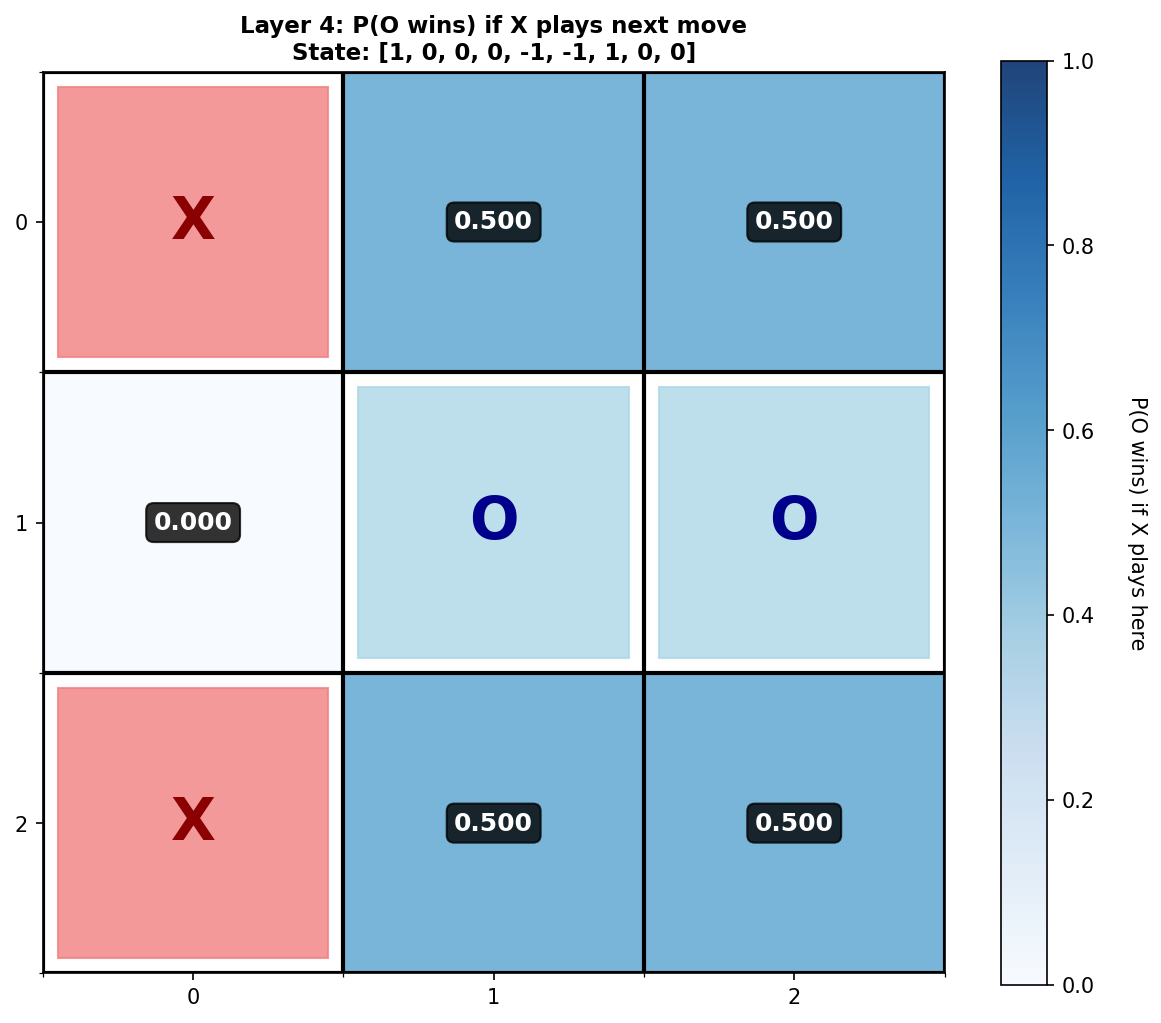 Layer 4: P(O wins) if X plays next move
State: [1, 0, 0, 0, -1, -1, 1, 0, 0]
0
X
0.500
0.500
1
0.000
O
O
2
X
0.500
0.500
0
1
2
1.0
0.8
0.6
0.4
0.2
0.0
P(O wins) if X plays here